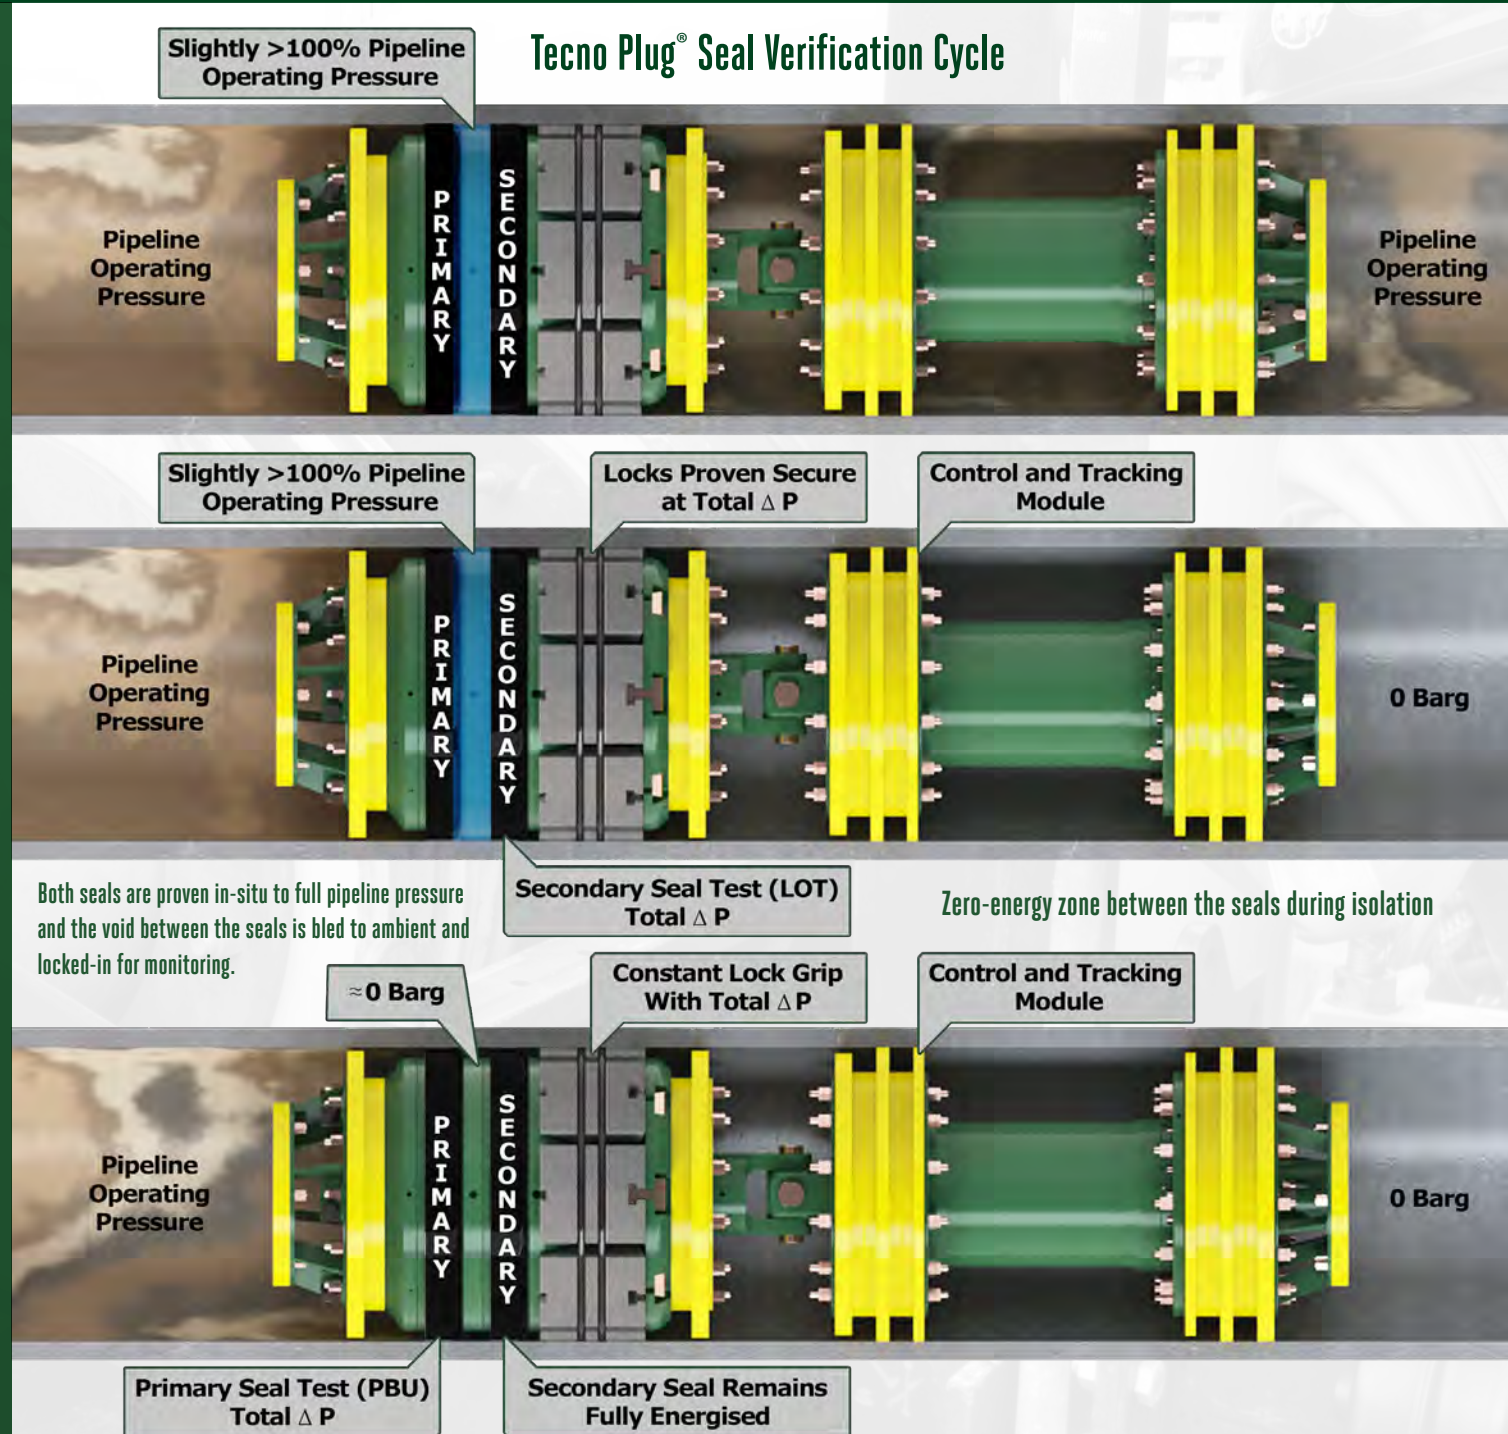 Tecno Plug® Seal Verification Cycle
Slightly >100% Pipeline
Operating Pressure
Pipeline
Operating
Pressure
PRIMARY
SECONDARY
Pipeline
Operating
Pressure
Slightly >100% Pipeline
Operating Pressure
Locks Proven Secure
at Total Δ P
Control and Tracking
Module
Pipeline
Operating
Pressure
PRIMARY
SECONDARY
0 Barg
Secondary Seal Test (LOT)
Total Δ P
Both seals are proven in-situ to full pipeline pressure
and the void between the seals is bled to ambient and
locked-in for monitoring.
Zero-energy zone between the seals during isolation
≈0 Barg
Constant Lock Grip
With Total Δ P
Control and Tracking
Module
Pipeline
Operating
Pressure
PRIMARY
SECONDARY
0 Barg
Primary Seal Test (PBU)
Total Δ P
Secondary Seal Remains
Fully Energised